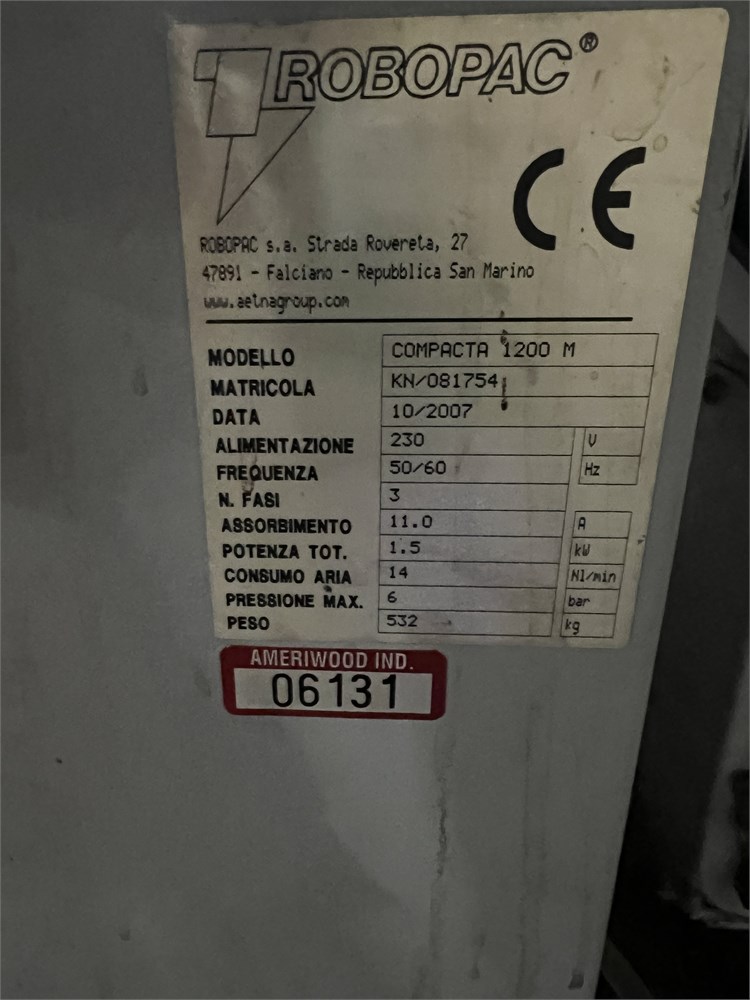 ROBOPAC®
CE
ROBOPAC s.a. Strada Rovereta, 27
47891 - Falciano - Repubblica San Marino
www.aetnagroup.com
MODELLO COMPACTA 1200 M
MATRICOLA KN/081754
DATA 10/2007
ALIMENTAZIONE 230 V
FREQUENZA 50/60 Hz
N. FASI 3
ASSORBIMENTO 11.0 A
POTENZA TOT. 1.5 kW
CONSUMO ARIA 14 Nl/min
PRESSIONE MAX. 6 bar
PESO 532 kg
AMERIWOOD IND.
06131